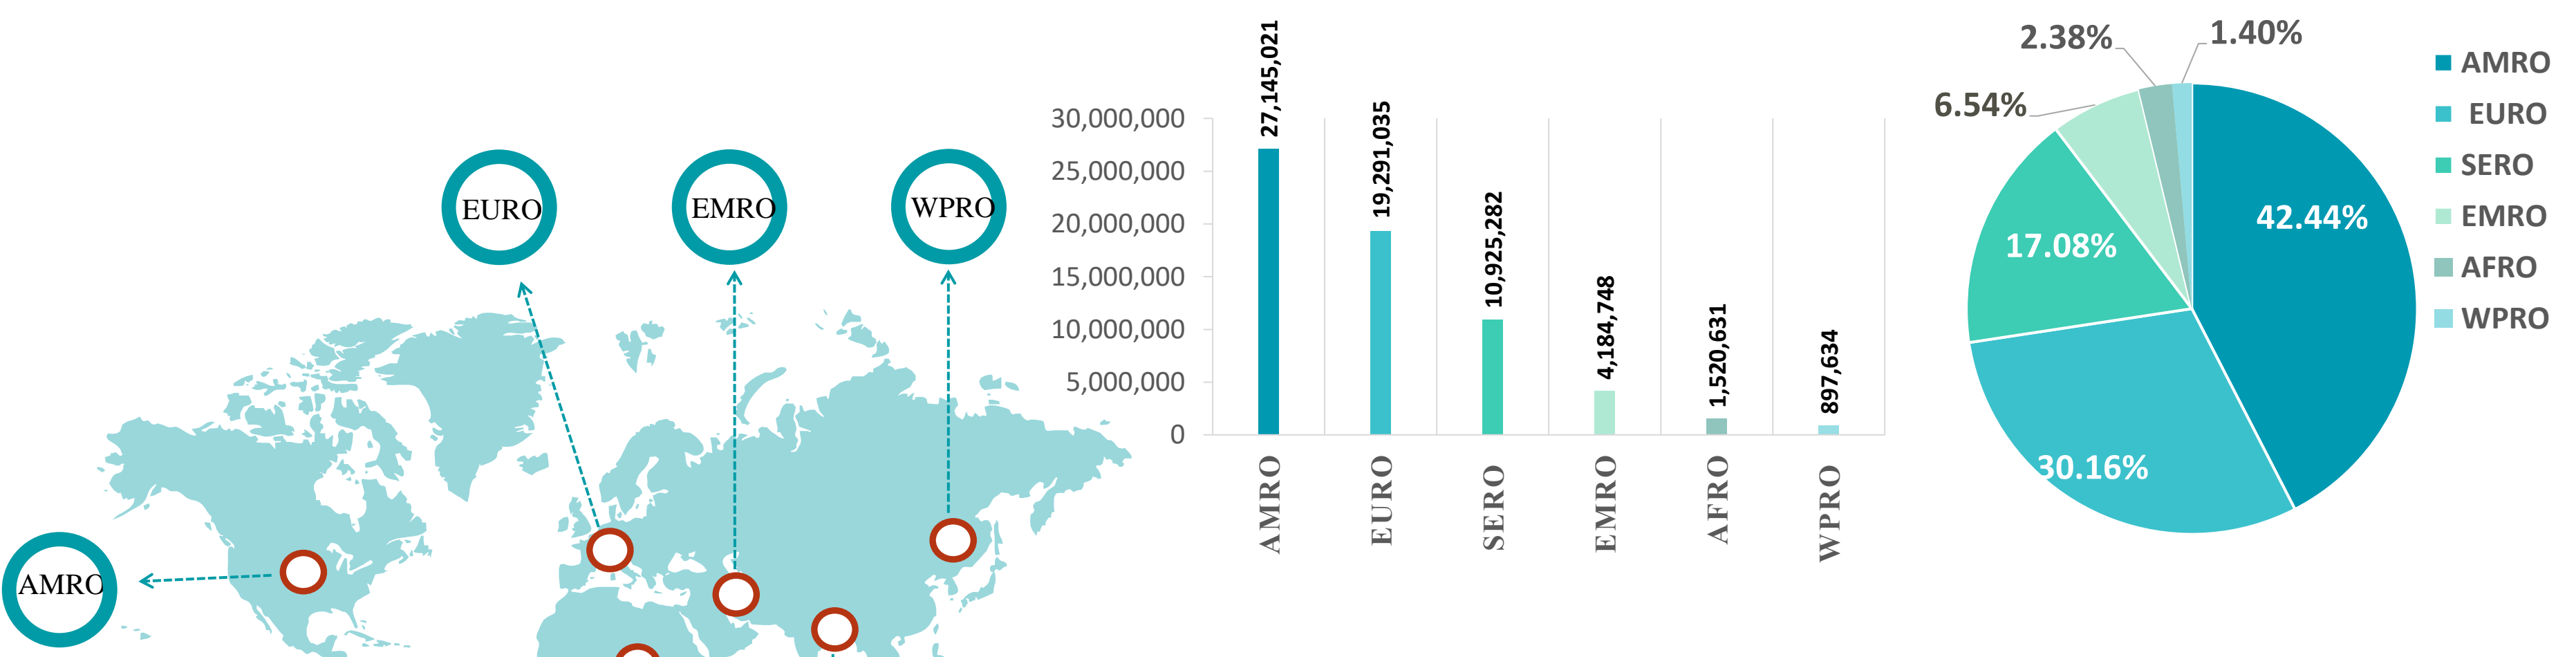 EURO
EMRO
WPRO
AMRO
30,000,000
25,000,000
20,000,000
15,000,000
10,000,000
5,000,000
0
27,145,021
19,291,035
10,925,282
4,184,748
1,520,631
897,634
AMRO
EURO
SERO
EMRO
AFRO
WPRO
2.38%
1.40%
6.54%
42.44%
17.08%
30.16%
AMRO
EURO
SERO
EMRO
AFRO
WPRO